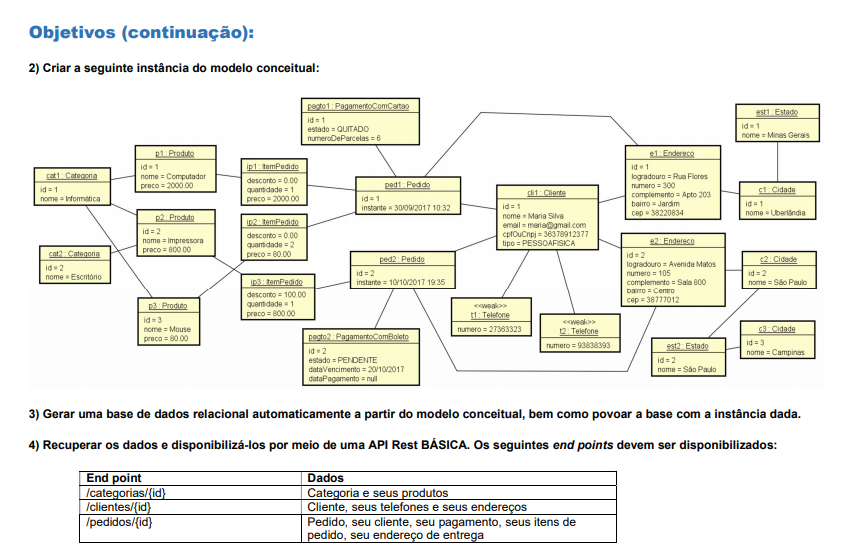 Objetivos (continuação):
2) Criar a seguinte instância do modelo conceitual:
pagto1 : PagamentoComCartao
id = 1
estado = QUITADO
numeroDeParcelas = 6
est1 : Estado
id = 1
nome = Minas Gerais
p1 : Produto
id = 1
nome = Computador
preco = 2000.00
e1 : Endereco
id = 1
logradouro = Rua Flores
numero = 300
complemento = Apto 203
bairro = Jardim
cep = 38220834
cat1 : Categoria
id = 1
nome = Informática
ip1 : ItemPedido
desconto = 0.00
quantidade = 1
preco = 2000.00
ped1 : Pedido
id = 1
instante = 30/09/2017 10:32
cli1 : Cliente
id = 1
nome = Maria Silva
email = maria@gmail.com
cpfOuCnpj = 36378912377
tipo = PESSOAFISICA
c1 : Cidade
id = 1
nome = Uberlândia
p2 : Produto
id = 2
nome = Impressora
preco = 800.00
ip2 : ItemPedido
desconto = 0.00
quantidade = 2
preco = 80.00
e2 : Endereco
id = 2
logradouro = Avenida Matos
numero = 105
complemento = Sala 800
bairro = Centro
cep = 38777012
cat2 : Categoria
id = 2
nome = Escritório
ped2 : Pedido
id = 2
instante = 10/10/2017 19:35
c2 : Cidade
id = 2
nome = São Paulo
ip3 : ItemPedido
desconto = 100.00
quantidade = 1
preco = 800.00
p3 : Produto
id = 3
nome = Mouse
preco = 80.00
<<weak>>
t1 : Telefone
numero = 27363323
<<weak>>
t2 : Telefone
numero = 93838393
c3 : Cidade
id = 3
nome = Campinas
pagto2 : PagamentoComBoleto
id = 2
estado = PENDENTE
dataVencimento = 20/10/2017
dataPagamento = null
est2 : Estado
id = 2
nome = São Paulo
3) Gerar uma base de dados relacional automaticamente a partir do modelo conceitual, bem como povoar a base com a instância dada.
4) Recuperar os dados e disponibilizá-los por meio de uma API Rest BÁSICA. Os seguintes end points devem ser disponibilizados:
End point Dados
/categorias/{id} Categoria e seus produtos
/clientes/{id} Cliente, seus telefones e seus endereços
/pedidos/{id} Pedido, seu cliente, seu pagamento, seus itens de
pedido, seu endereço de entrega